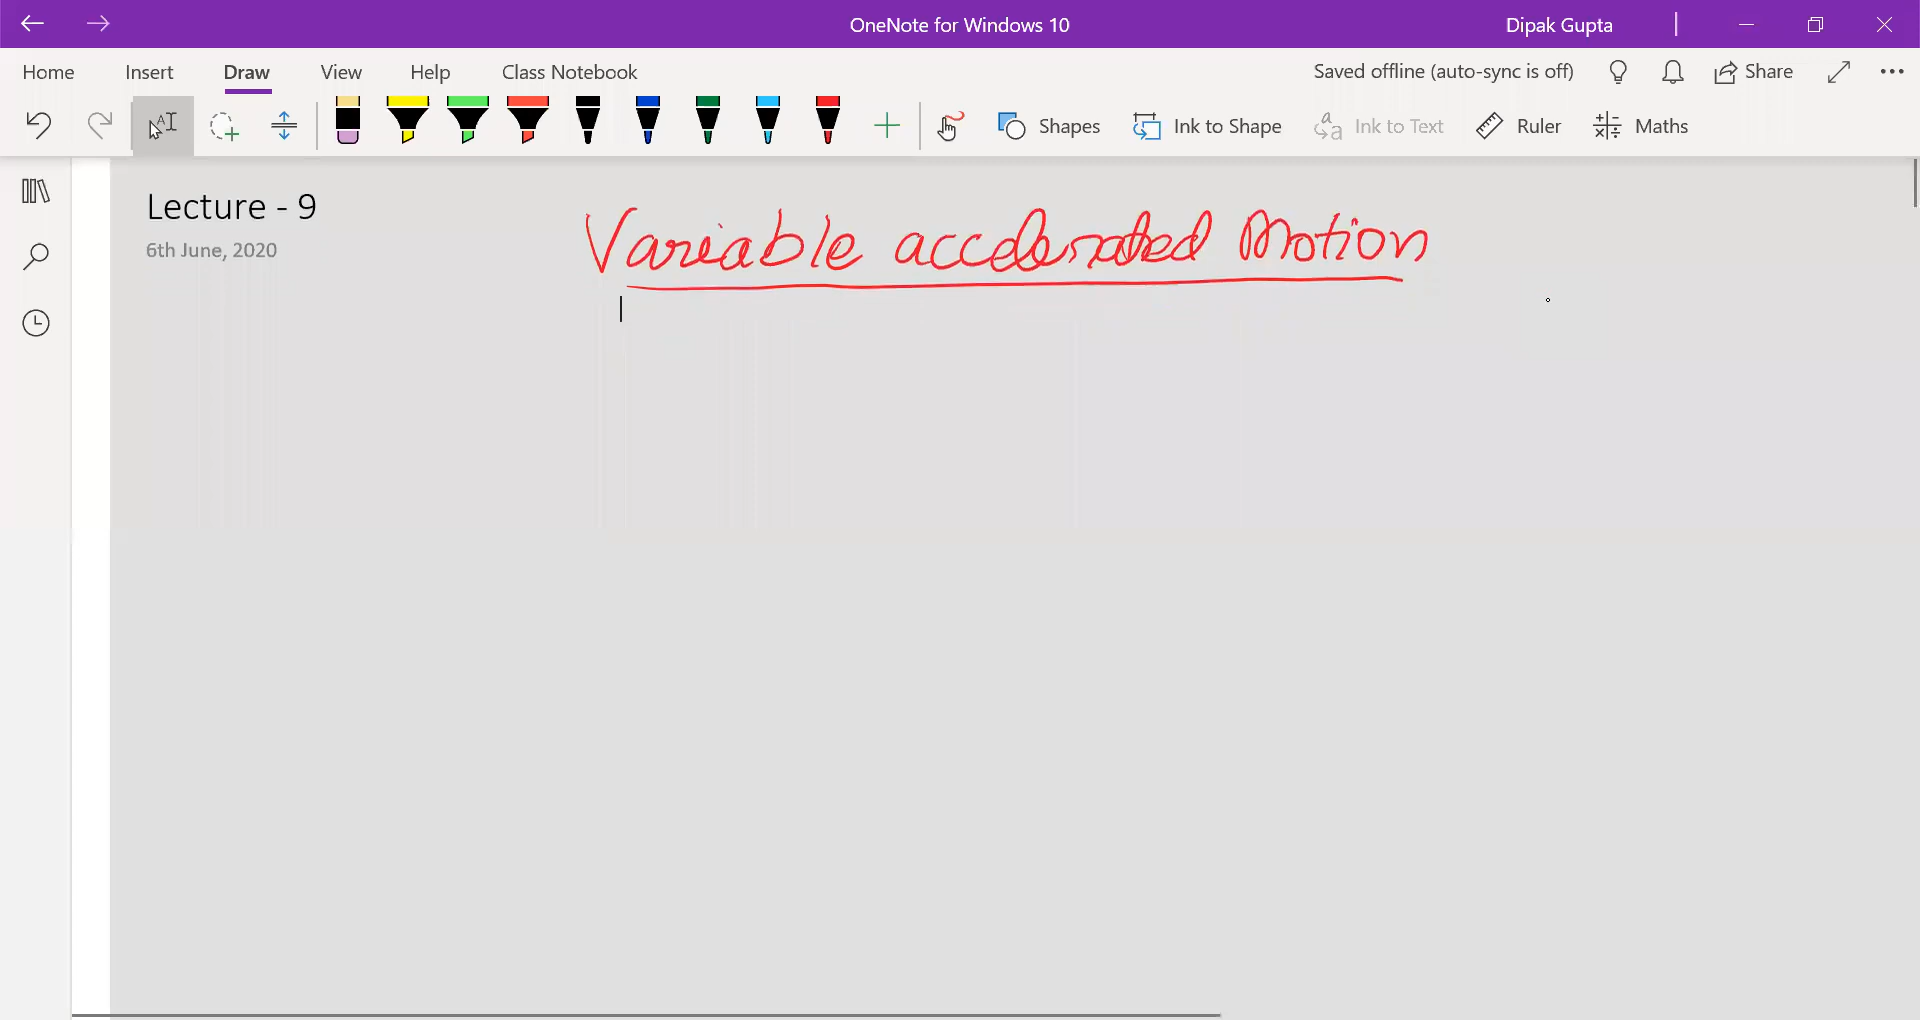 OneNote for Windows 10
Dipak Gupta
Home Insert Draw View Help Class Notebook
Saved offline (auto-sync is off) Share
Shapes Ink to Shape Ink to Text Ruler Maths
Lecture - 9
6th June, 2020
Variable accelerated Motion